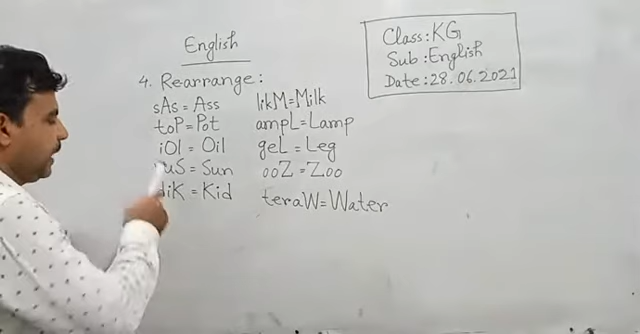 English
Class: KG
Sub: English
Date: 28.06.2021
4. Rearrange:
sAs = Ass
toP = Pot
iOl = Oil
uS = Sun
diK = Kid
likM = Milk
ampL = Lamp
geL = Leg
ooZ = Zoo
teraW = Water